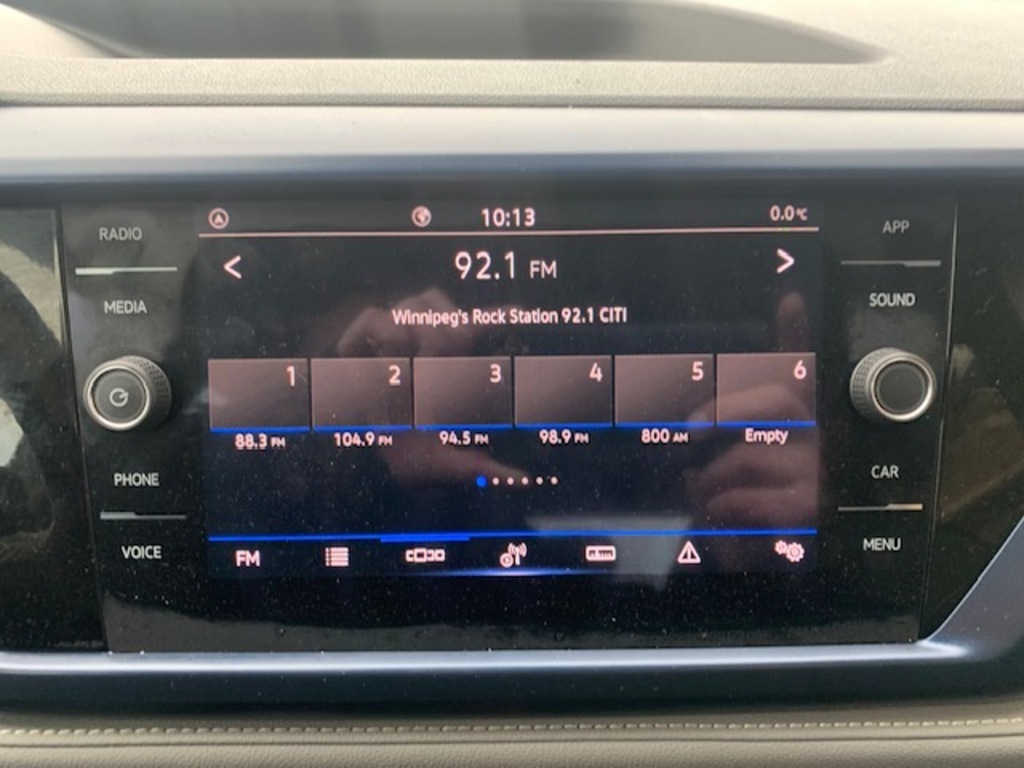 RADIO
MEDIA
PHONE
VOICE
10:13
0.0°C
< 92.1 FM >
Winnipeg's Rock Station 92.1 CITI
1 2 3 4 5 6
88.3 FM 104.9 FM 94.5 FM 98.9 FM 800 AM Empty
FM
APP
SOUND
CAR
MENU